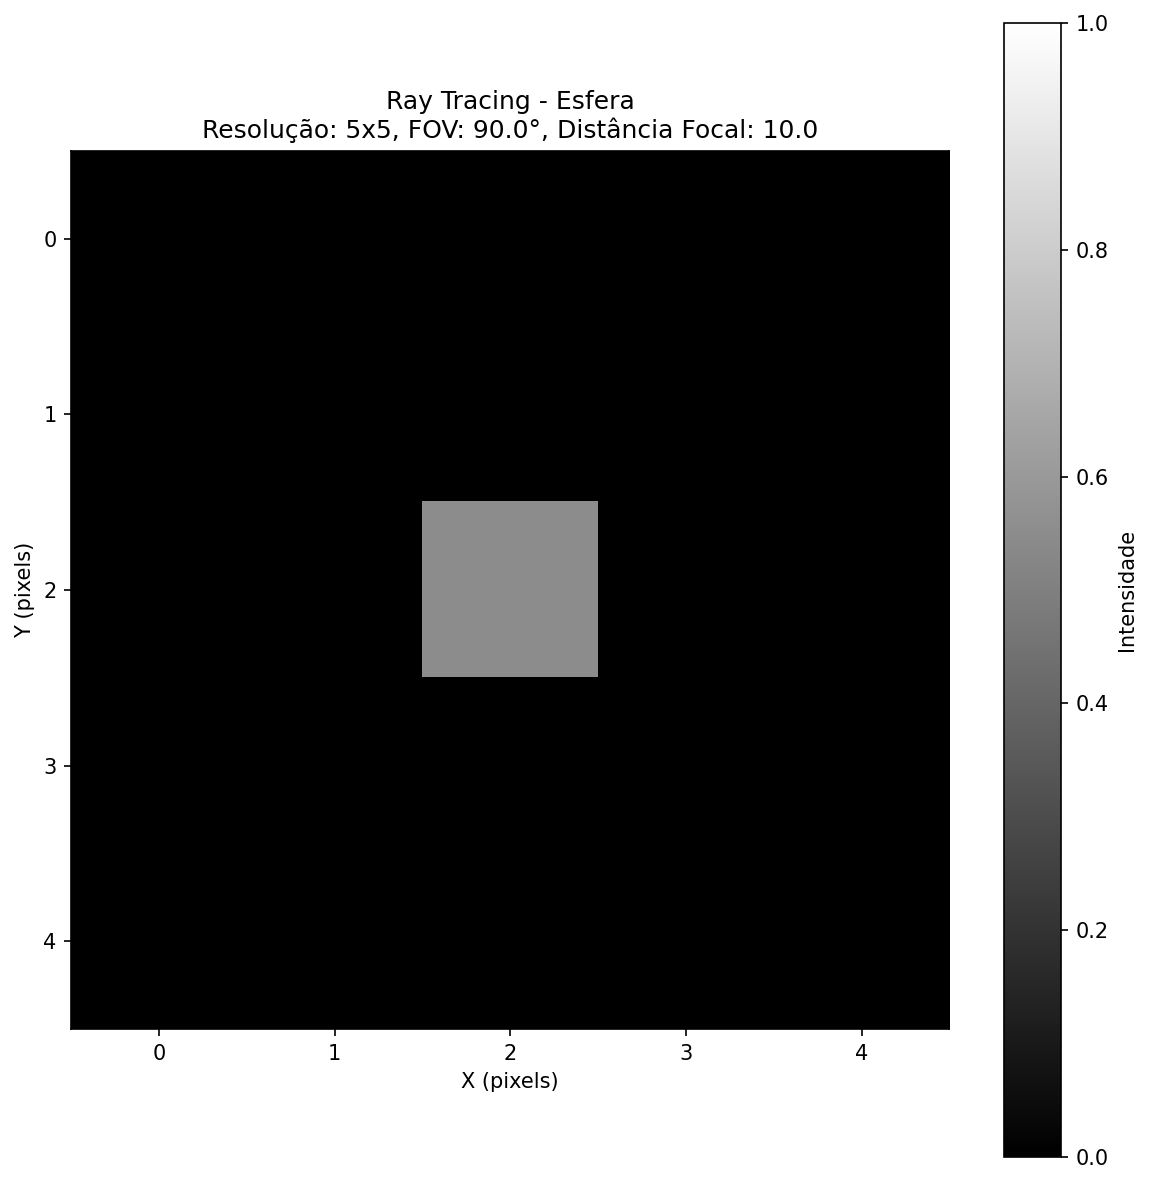 Ray Tracing - Esfera
Resolução: 5x5, FOV: 90.0°, Distância Focal: 10.0
0
1
2
3
4
Y (pixels)
0 1 2 3 4
X (pixels)
1.0
0.8
0.6
0.4
0.2
0.0
Intensidade